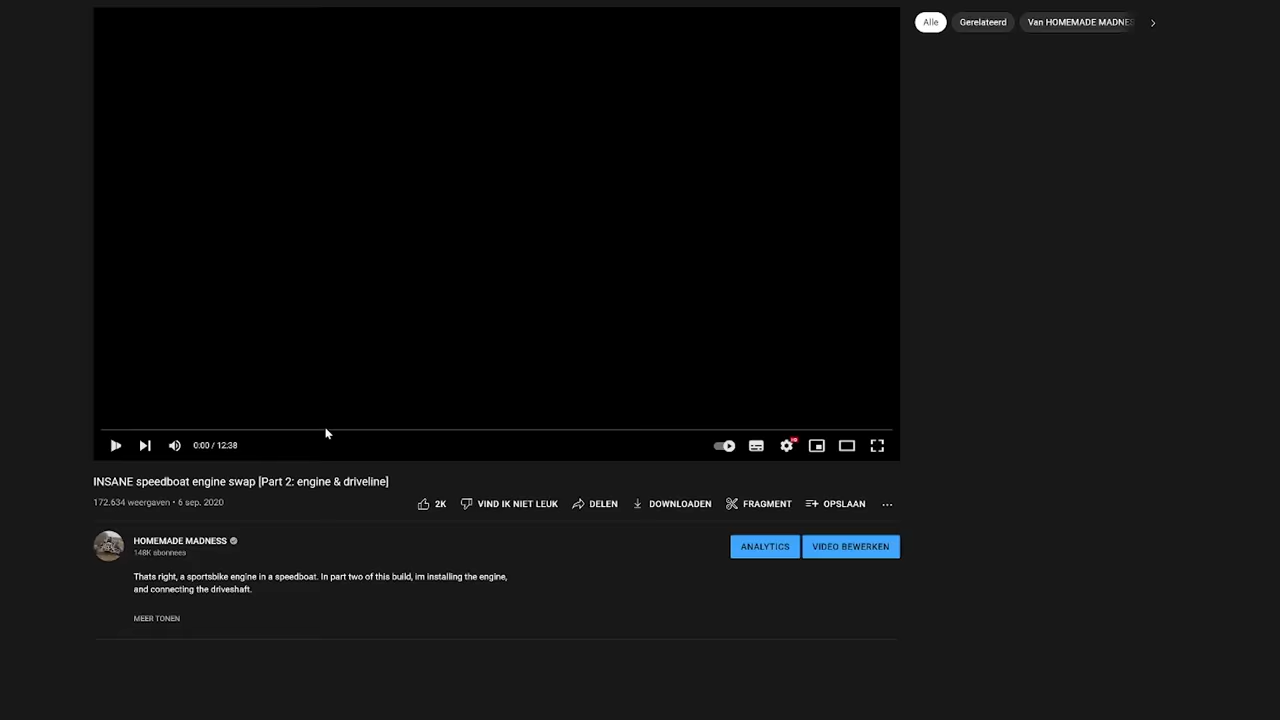 Alle
Gerelateerd
Van HOMEMADE MADNES
0:00 / 12:38
INSANE speedboat engine swap [Part 2: engine & driveline]
172.634 weergaven • 6 sep. 2020
2K
VIND IK NIET LEUK
DELEN
DOWNLOADEN
FRAGMENT
OPSLAAN
HOMEMADE MADNESS
148K abonnees
ANALYTICS
VIDEO BEWERKEN
Thats right, a sportsbike engine in a speedboat. In part two of this build, im installing the engine,
and connecting the driveshaft.
MEER TONEN